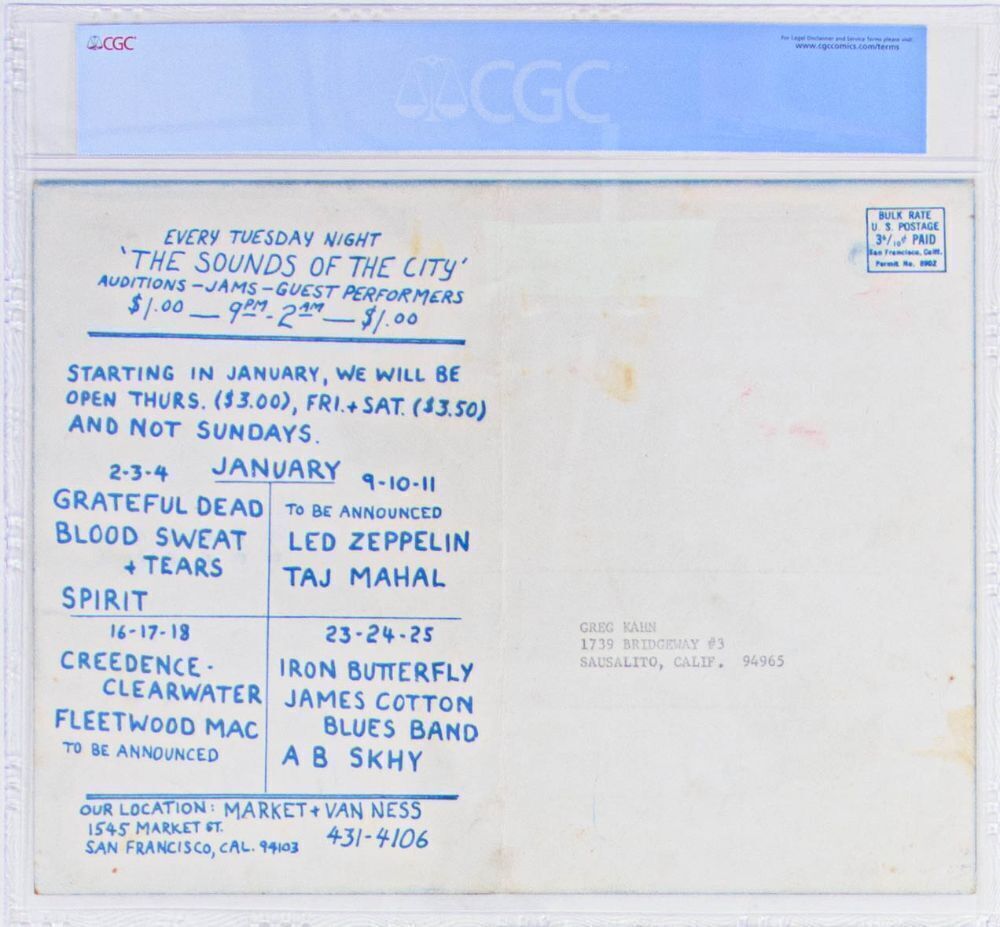 CGC
For Legal Disclaimer and Service Terms please visit:
www.cgccomics.com/terms
CGC
EVERY TUESDAY NIGHT
'THE SOUNDS OF THE CITY'
AUDITIONS - JAMS - GUEST PERFORMERS
$1.00 — 9PM - 2AM — $1.00
STARTING IN JANUARY, WE WILL BE
OPEN THURS. ($3.00), FRI.+SAT. ($3.50)
AND NOT SUNDAYS.
JANUARY
2-3-4
GRATEFUL DEAD
BLOOD SWEAT
+ TEARS
SPIRIT
9-10-11
TO BE ANNOUNCED
LED ZEPPELIN
TAJ MAHAL
16-17-18
CREEDENCE-
CLEARWATER
FLEETWOOD MAC
TO BE ANNOUNCED
23-24-25
IRON BUTTERFLY
JAMES COTTON
BLUES BAND
A B SKHY
OUR LOCATION: MARKET + VAN NESS
1545 MARKET ST.
SAN FRANCISCO, CAL. 94103
431-4106
BULK RATE
U. S. POSTAGE
PAID
San Francisco, Calif.
Permit No. 8902
GREG KAHN
1739 BRIDGEWAY #3
SAUSALITO, CALIF. 94965